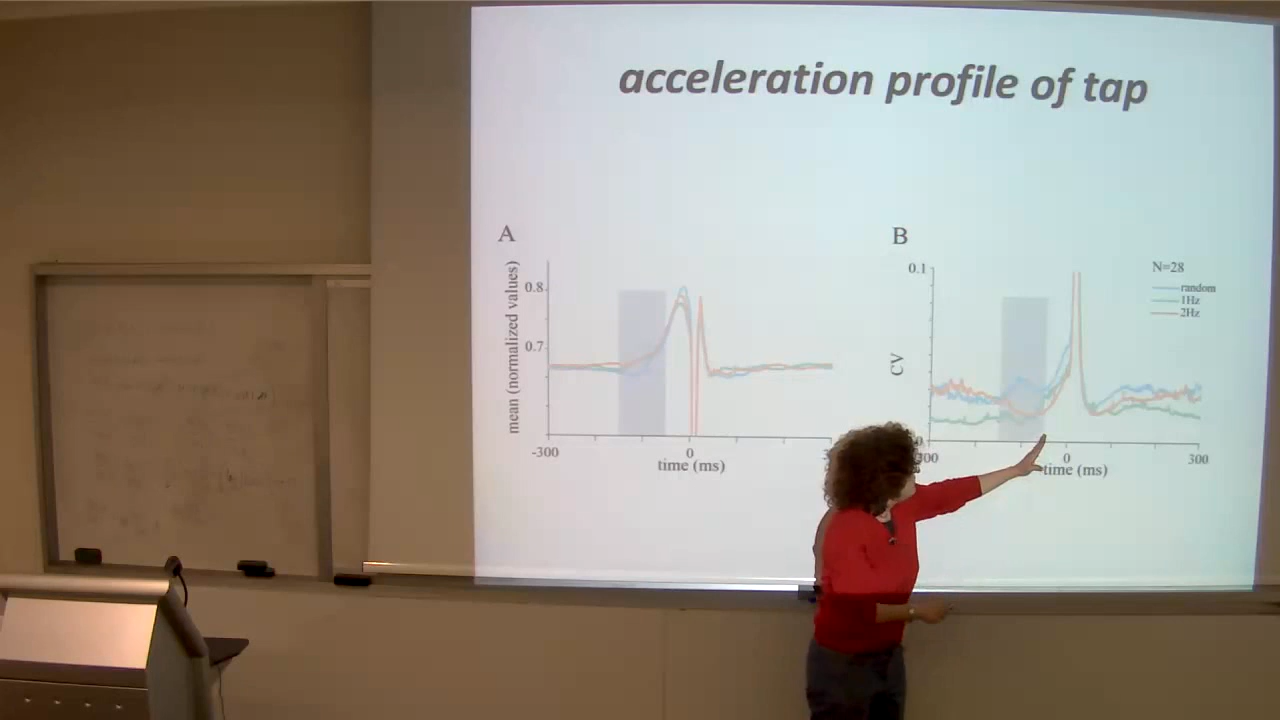 acceleration profile of tap
A
mean (normalized values)
0.8
0.7
-300
0
time (ms)
B
0.1
CV
0
300
time (ms)
N=28
random
1Hz
2Hz